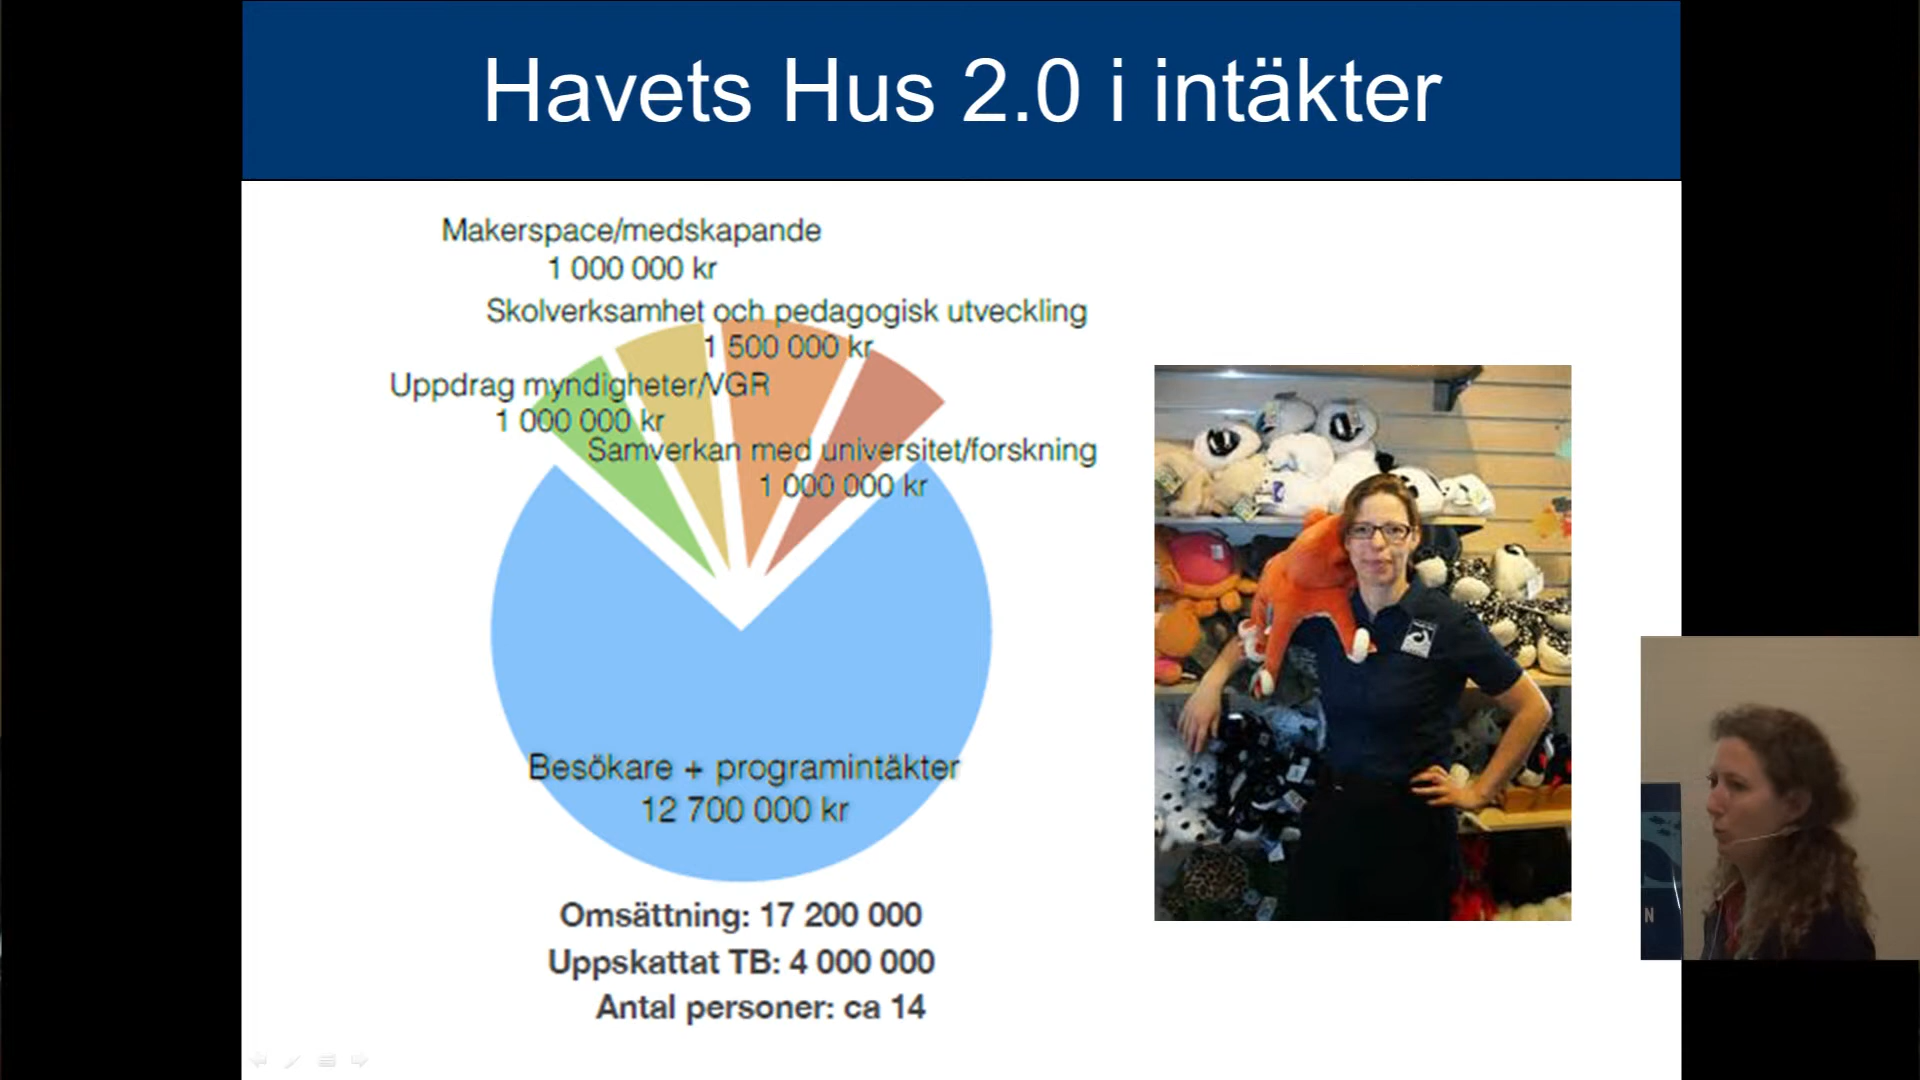 Havets Hus 2.0 i intäkter
Makerspace/medskapande
1 000 000 kr
Skolverksamhet och pedagogisk utveckling
1 500 000 kr
Uppdrag myndigheter/VGR
1 000 000 kr
Samverkan med universitet/forskning
1 000 000 kr
Besökare + programintäkter
12 700 000 kr
Omsättning: 17 200 000
Uppskattat TB: 4 000 000
Antal personer: ca 14
N